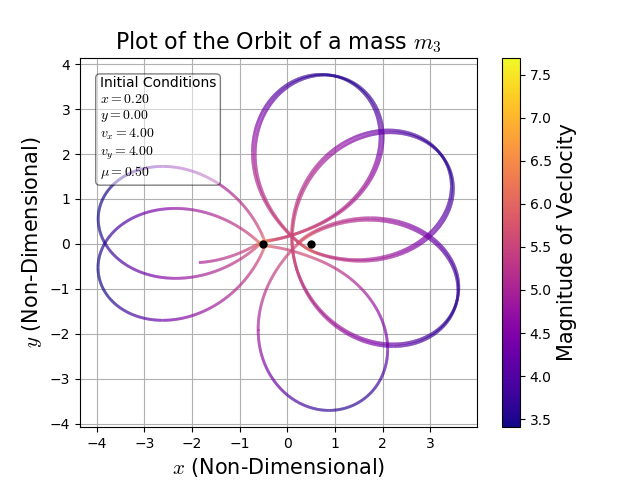 Plot of the Orbit of a mass $m_3$
Initial Conditions
x = 0.20
y = 0.00
v_x = 4.00
v_y = 4.00
μ = 0.50
4
3
2
1
0
−1
−2
−3
−4
y (Non-Dimensional)
−4 −3 −2 −1 0 1 2 3
x (Non-Dimensional)
7.5
7.0
6.5
6.0
5.5
5.0
4.5
4.0
3.5
Magnitude of Veclocity